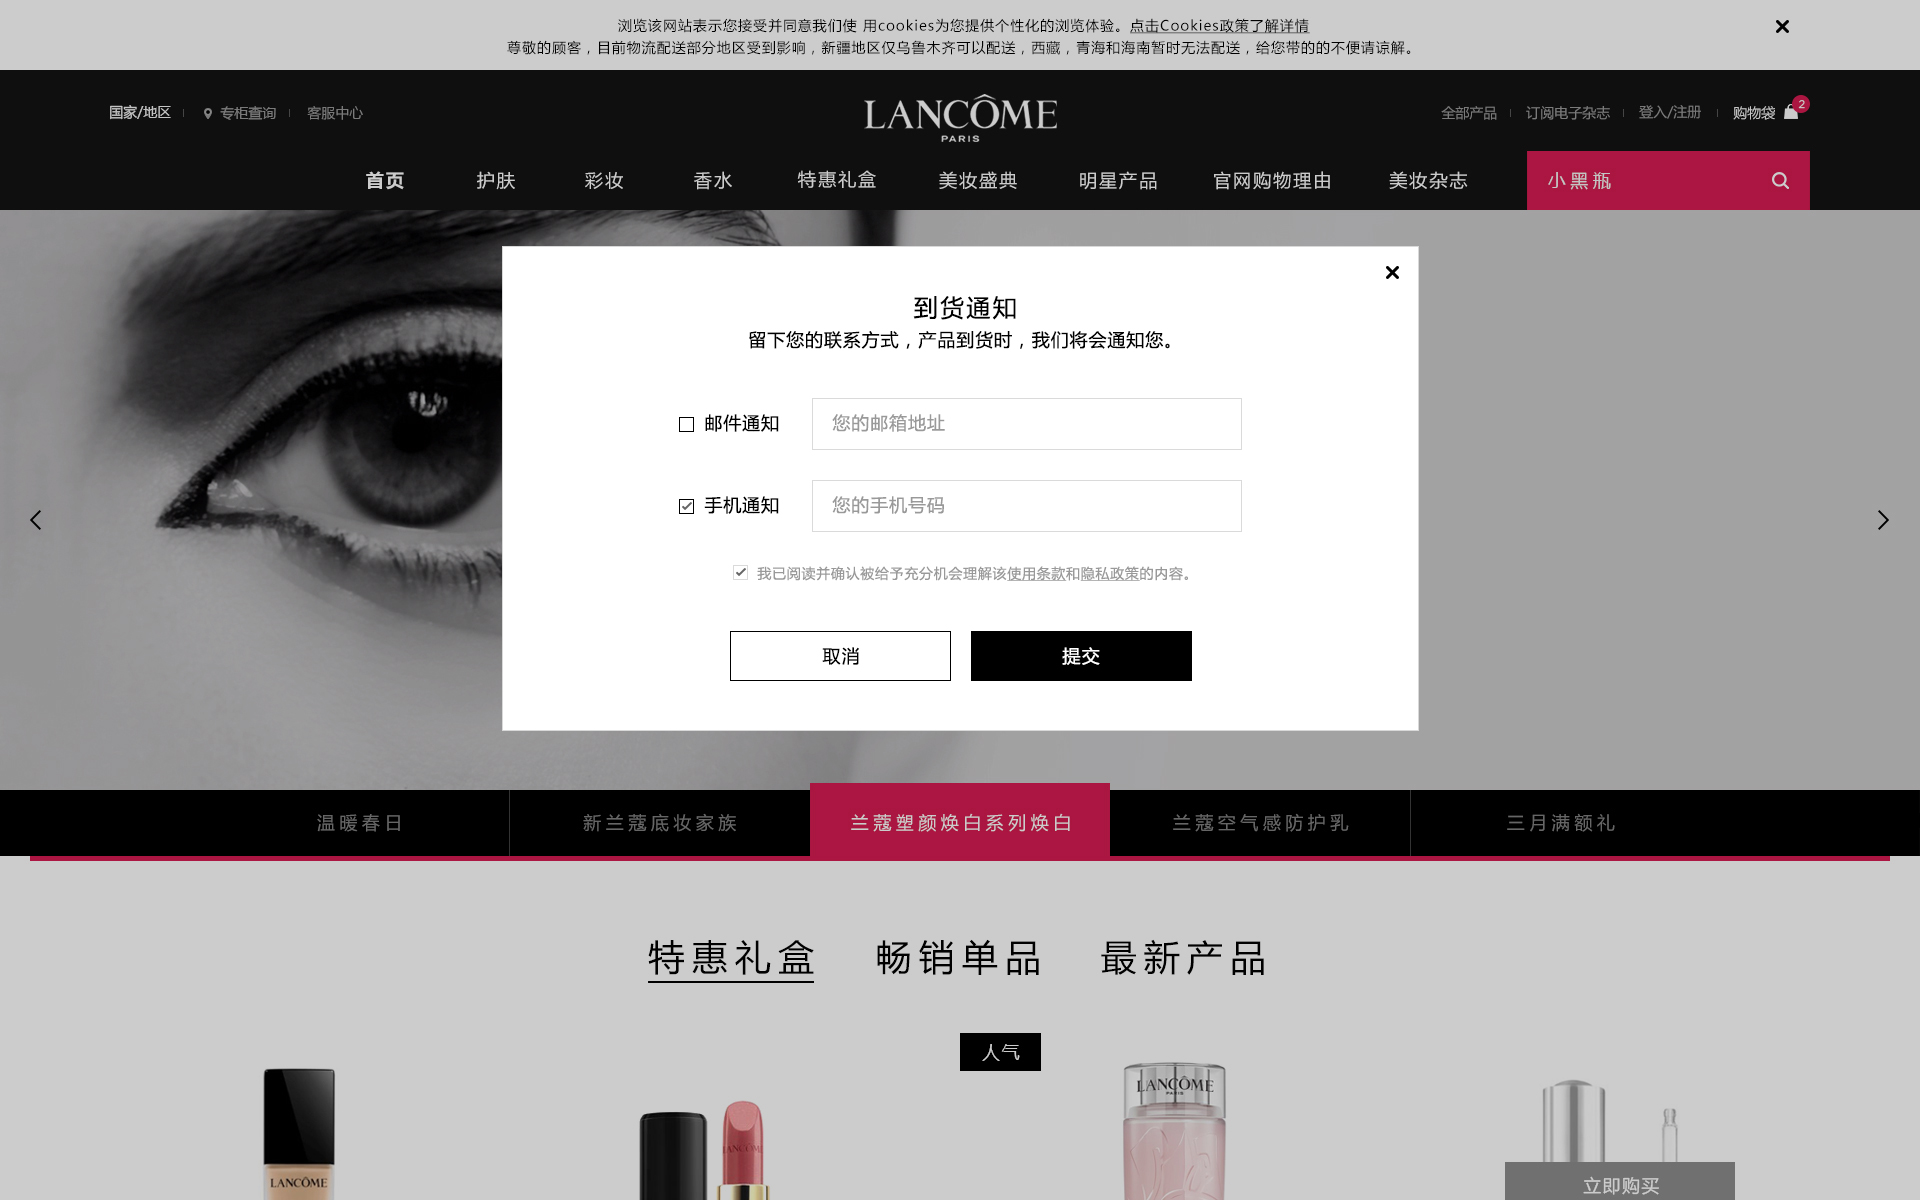 浏览该网站表示您接受并同意我们使 用cookies为您提供个性化的浏览体验。点击Cookies政策了解详情
尊敬的顾客，目前物流配送部分地区受到影响，新疆地区仅乌鲁木齐可以配送，西藏，青海和海南暂时无法配送，给您带的的不便请谅解。
国家/地区 专柜查询 客服中心
LANCÔME
PARIS
全部产品 订阅电子杂志 登入/注册 购物袋 2
首页 护肤 彩妆 香水 特惠礼盒 美妆盛典 明星产品 官网购物理由 美妆杂志 小黑瓶
到货通知
留下您的联系方式，产品到货时，我们将会通知您。
邮件通知 您的邮箱地址
手机通知 您的手机号码
我已阅读并确认被给予充分机会理解该使用条款和隐私政策的内容。
取消 提交
温暖春日 新兰蔻底妆家族 兰蔻塑颜焕白系列焕白 兰蔻空气感防护乳 三月满额礼
特惠礼盒 畅销单品 最新产品
人气
LANCÔME
PARIS
LANCOME
LANCÔME
立即购买